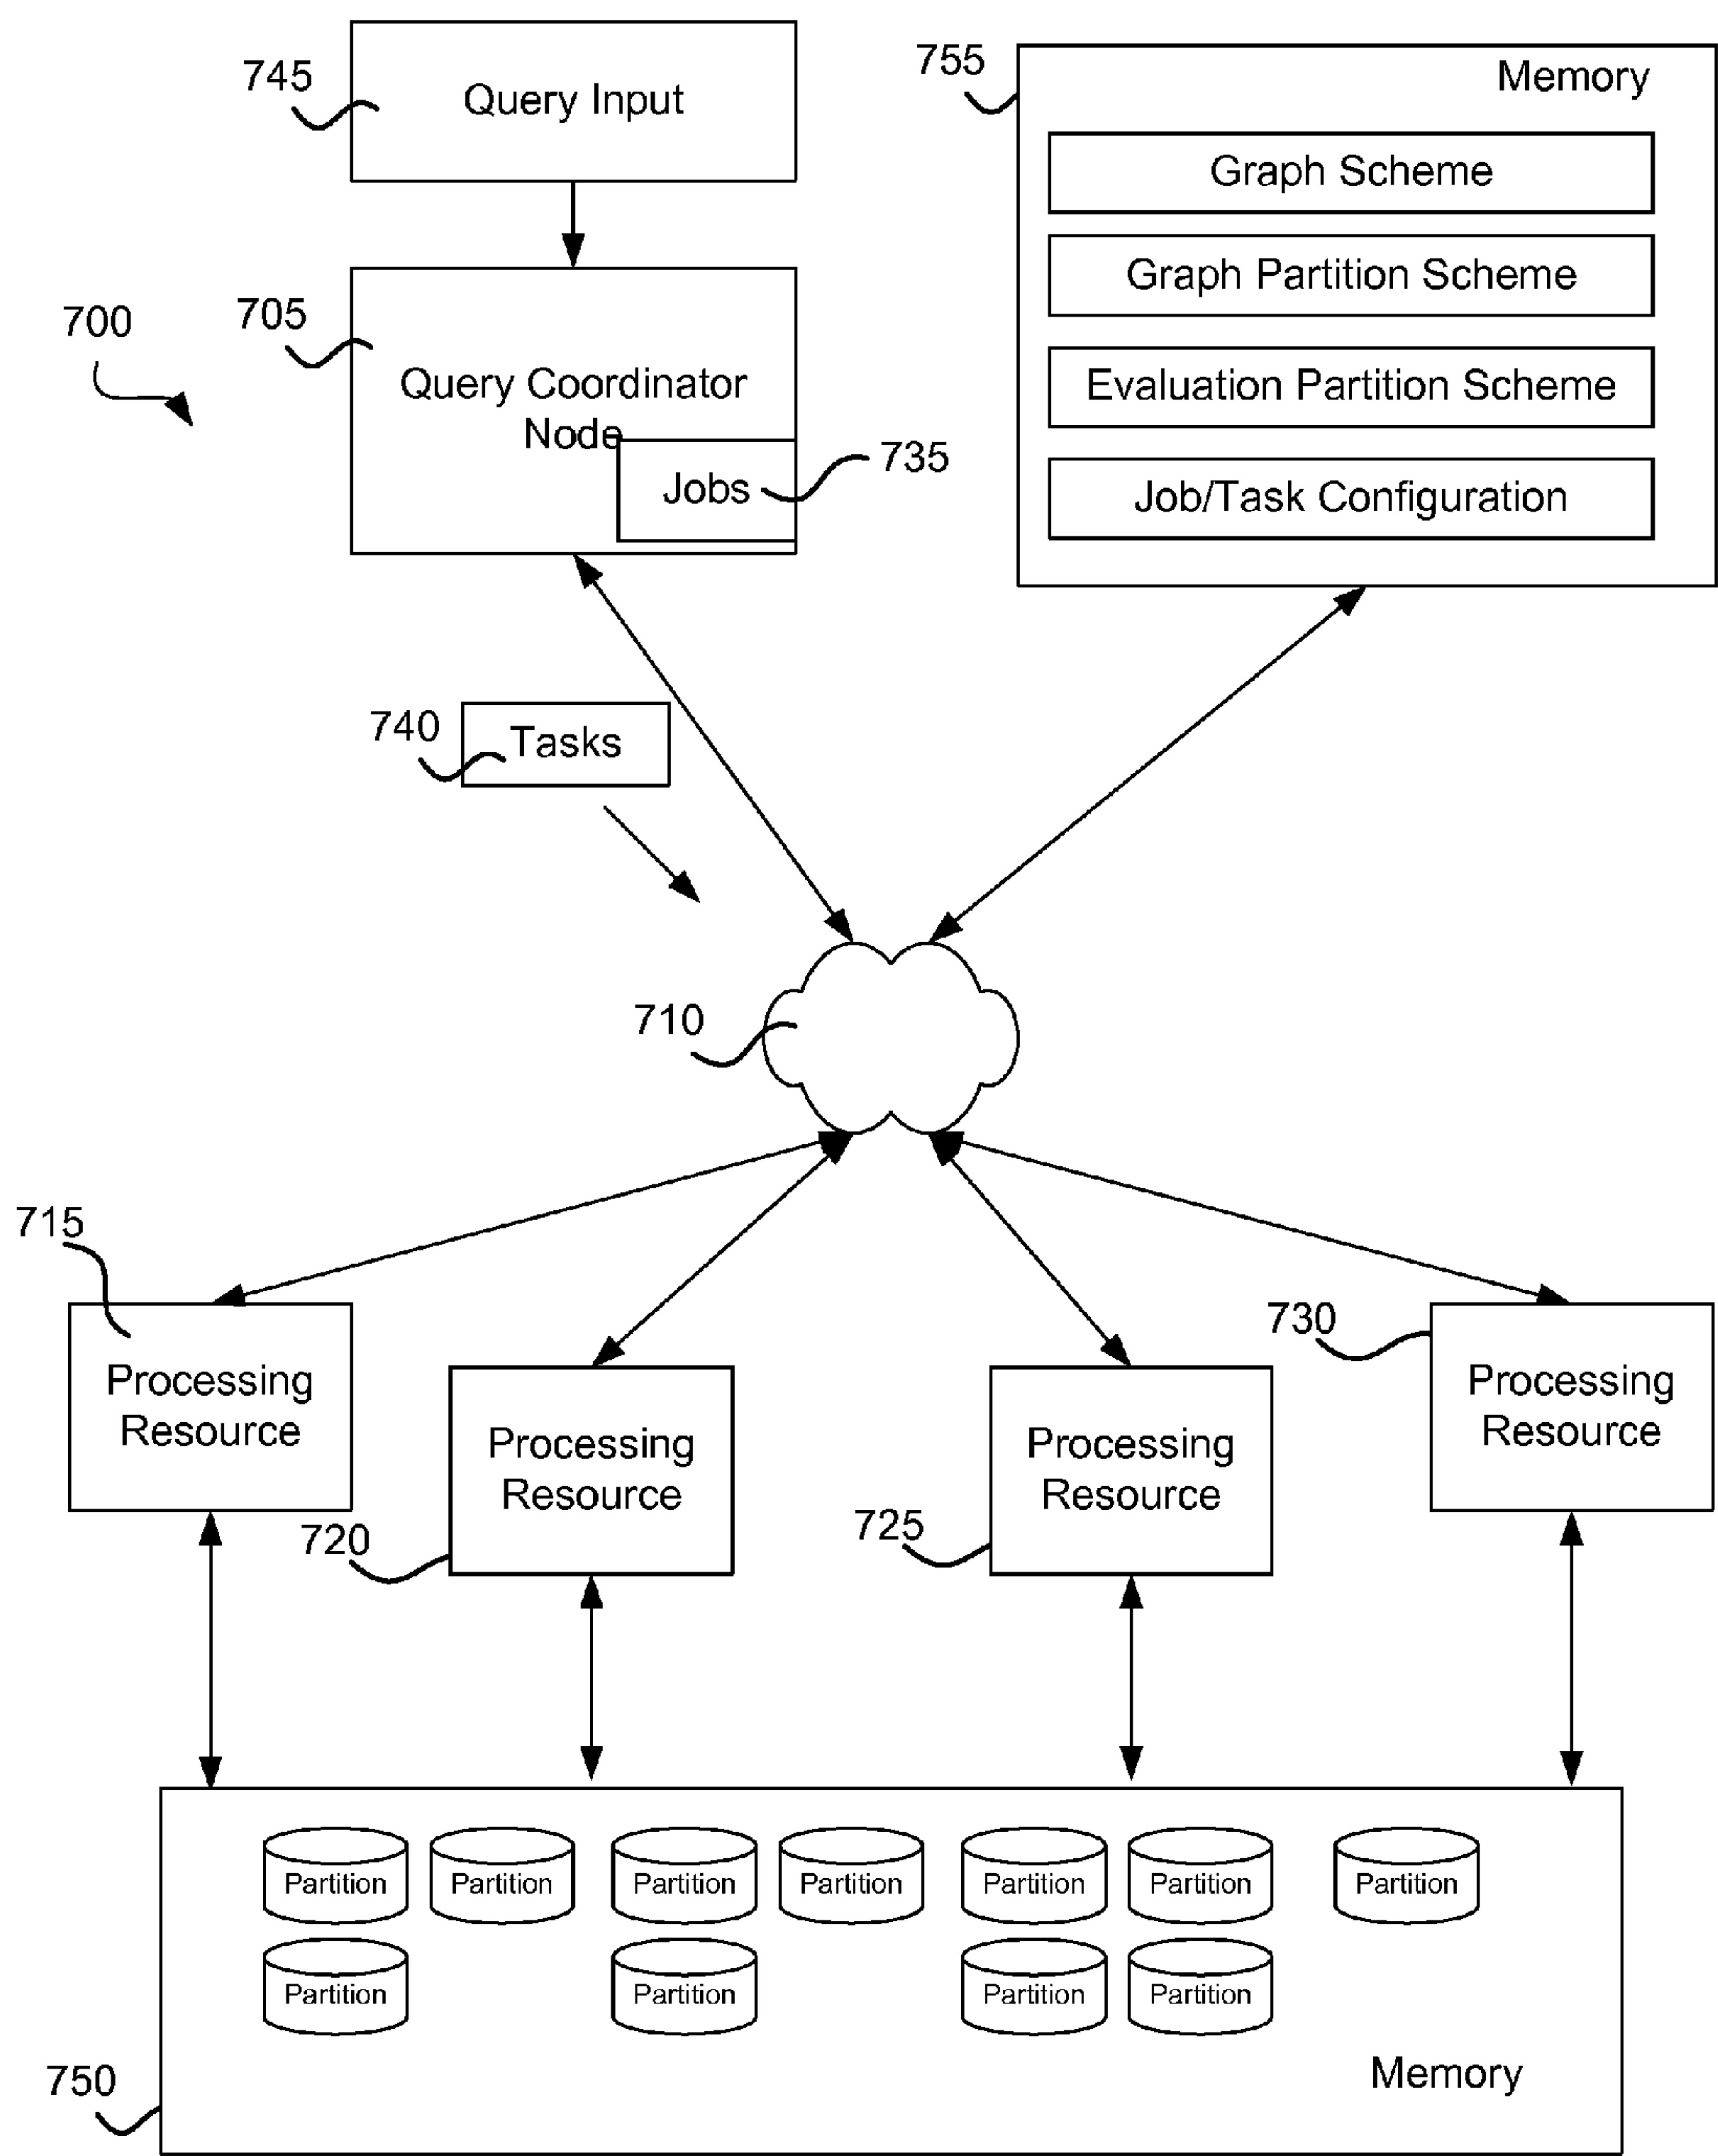 745
Query Input
755
Memory
Graph Scheme
Graph Partition Scheme
Evaluation Partition Scheme
Job/Task Configuration
700
705
Query Coordinator
Node
Jobs
735
740
Tasks
710
715
Processing
Resource
720
Processing
Resource
725
Processing
Resource
730
Processing
Resource
Partition
Partition
Partition
Partition
Partition
Partition
Partition
Partition
Partition
Partition
Partition
750
Memory